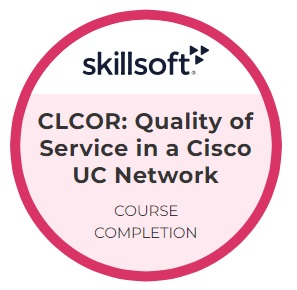 skillsoft
CLCOR: Quality of
Service in a Cisco
UC Network
COURSE
COMPLETION